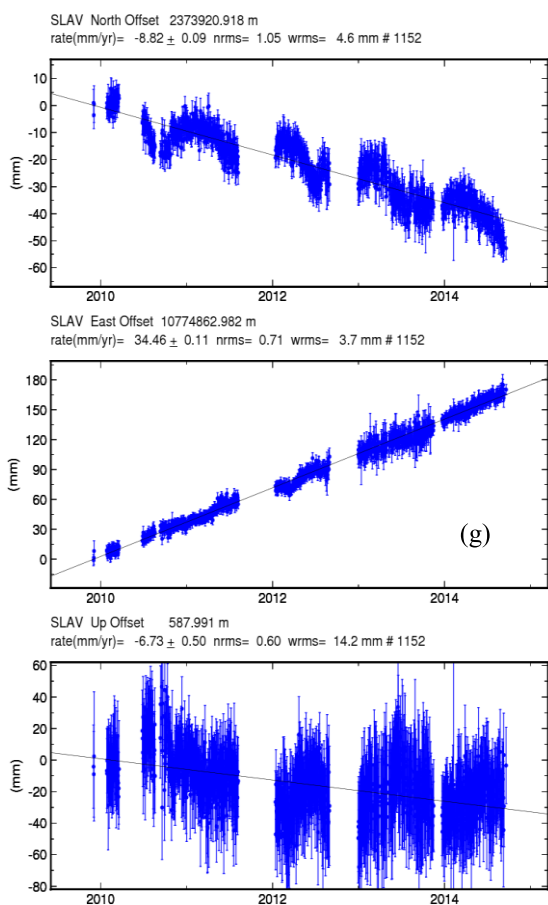 SLAV North Offset 2373920.918 m
rate(mm/yr)= -8.82 ± 0.09 nrms= 1.05 wrms= 4.6 mm # 1152
10
0
-10
-20
-30
-40
-50
-60
(mm)
2010 2012 2014
SLAV East Offset 10774862.982 m
rate(mm/yr)= 34.46 ± 0.11 nrms= 0.71 wrms= 3.7 mm # 1152
180
150
120
90
60
30
0
(mm)
(g)
2010 2012 2014
SLAV Up Offset 587.991 m
rate(mm/yr)= -6.73 ± 0.50 nrms= 0.60 wrms= 14.2 mm # 1152
60
40
20
0
-20
-40
-60
-80
(mm)
2010 2012 2014